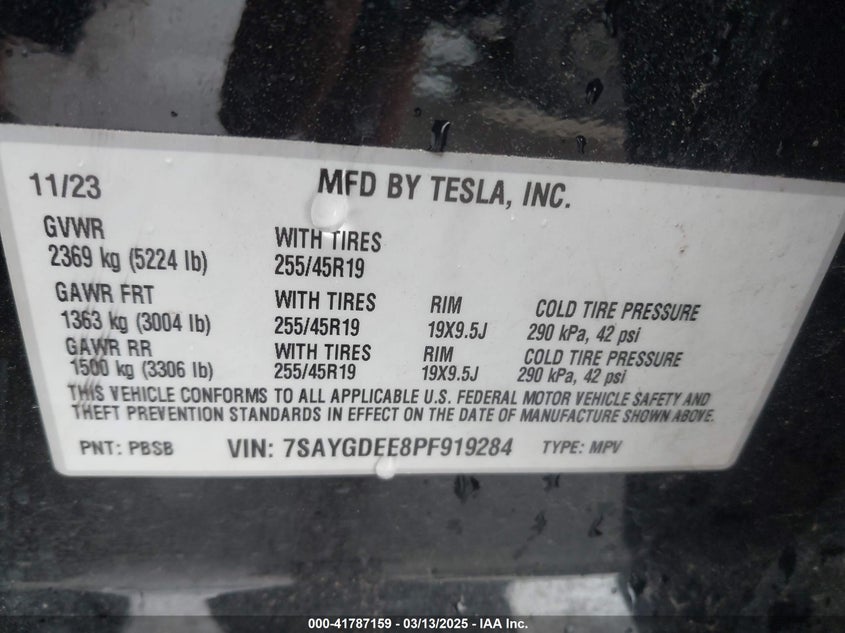 11/23 MFD BY TESLA, INC.
GVWR
2369 kg (5224 lb)
WITH TIRES
255/45R19
GAWR FRT
1363 kg (3004 lb)
WITH TIRES
255/45R19
RIM
19X9.5J
COLD TIRE PRESSURE
290 kPa, 42 psi
GAWR RR
1500 kg (3306 lb)
WITH TIRES
255/45R19
RIM
19X9.5J
COLD TIRE PRESSURE
290 kPa, 42 psi
THIS VEHICLE CONFORMS TO ALL APPLICABLE U.S. FEDERAL MOTOR VEHICLE SAFETY AND
THEFT PREVENTION STANDARDS IN EFFECT ON THE DATE OF MANUFACTURE SHOWN ABOVE.
PNT: PBSB VIN: 7SAYGDEE8PF919284 TYPE: MPV
000-41787159 — 03/13/2025 — IAA Inc.